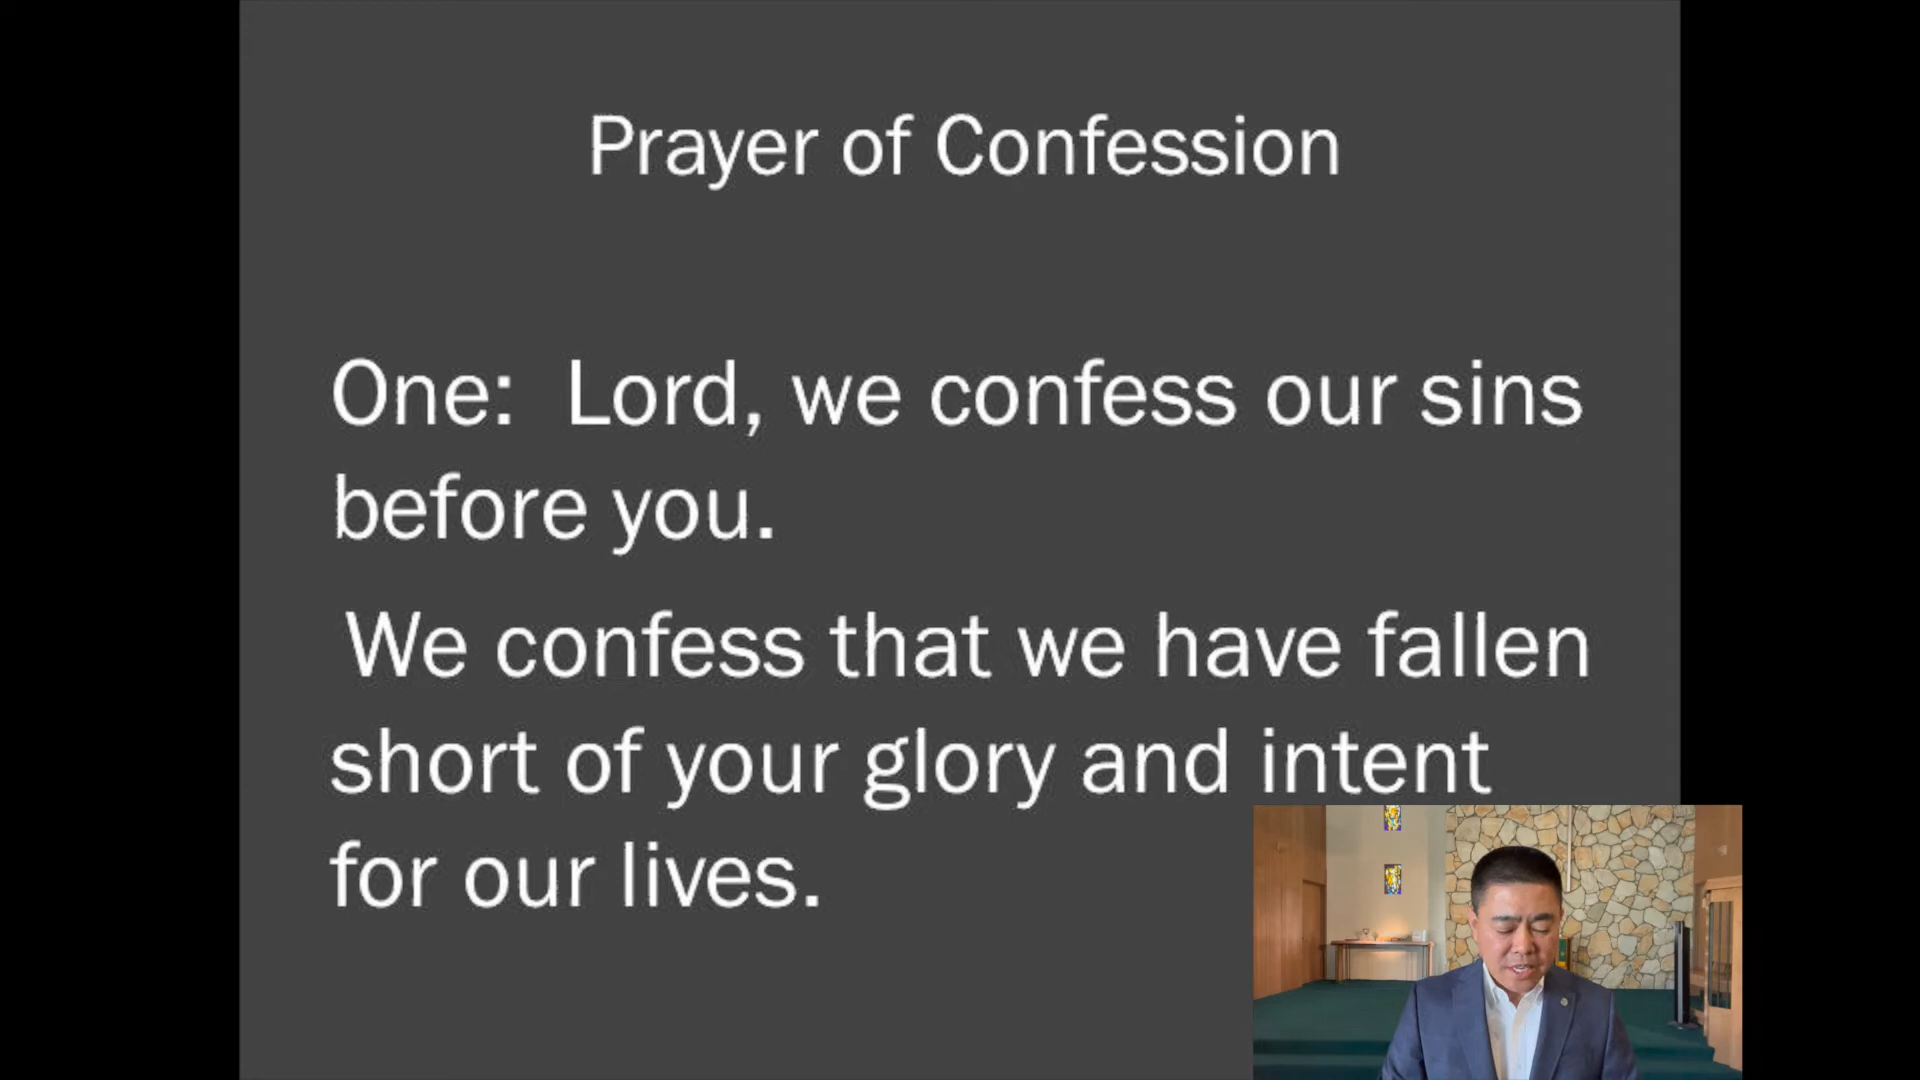 Prayer of Confession
One:  Lord, we confess our sins
before you.
We confess that we have fallen
short of your glory and intent
for our lives.